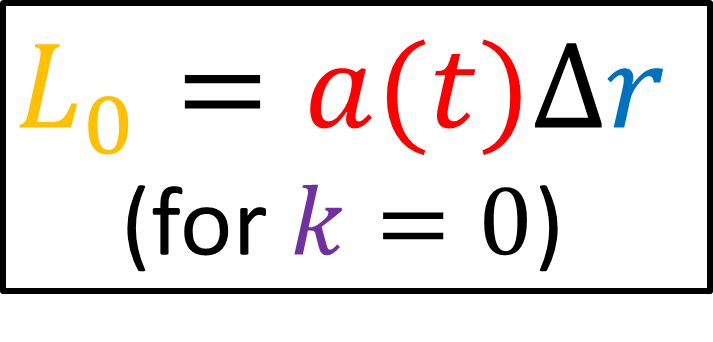 L₀ = a(t)Δr
(for k = 0)